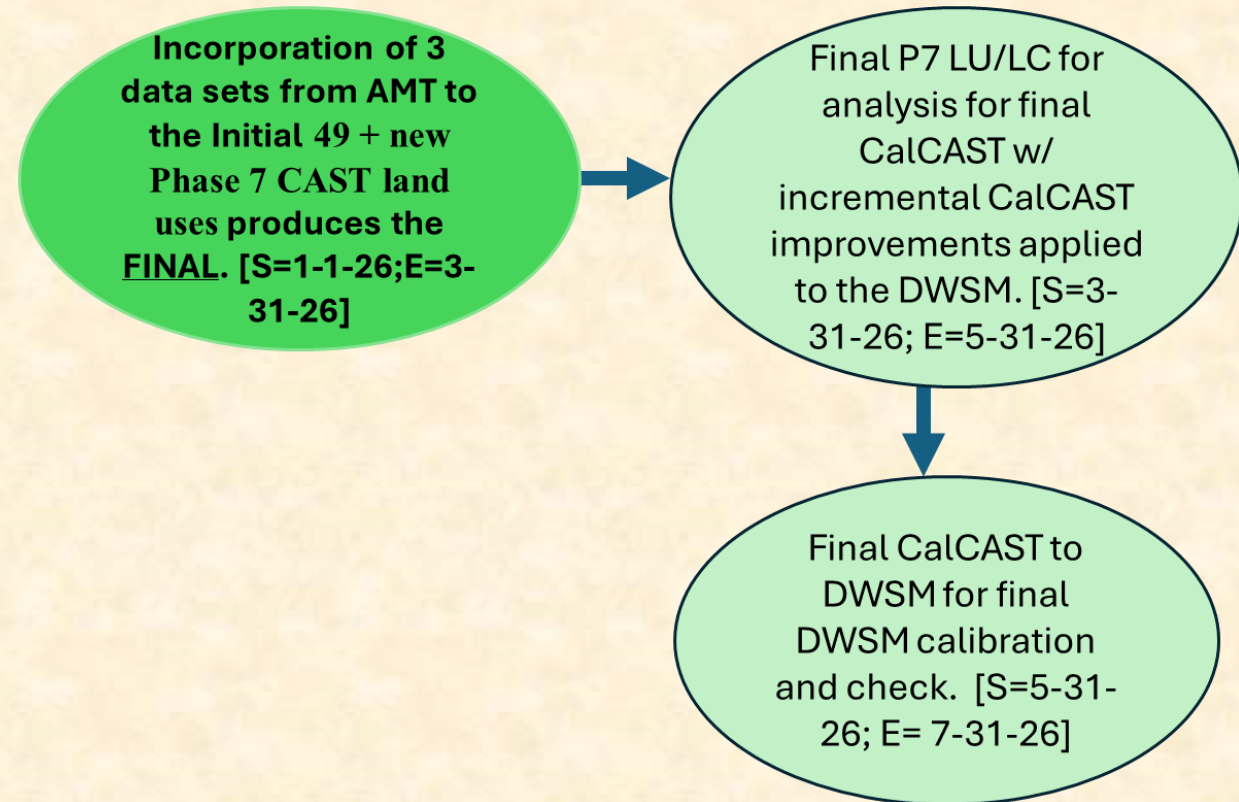 Incorporation of 3
data sets from AMT to
the Initial 49 + new
Phase 7 CAST land
uses produces the
FINAL. [S=1-1-26;E=3-
31-26]
Final P7 LU/LC for
analysis for final
CalCAST w/
incremental CalCAST
improvements applied
to the DWSM. [S=3-
31-26; E=5-31-26]
Final CalCAST to
DWSM for final
DWSM calibration
and check.  [S=5-31-
26; E= 7-31-26]